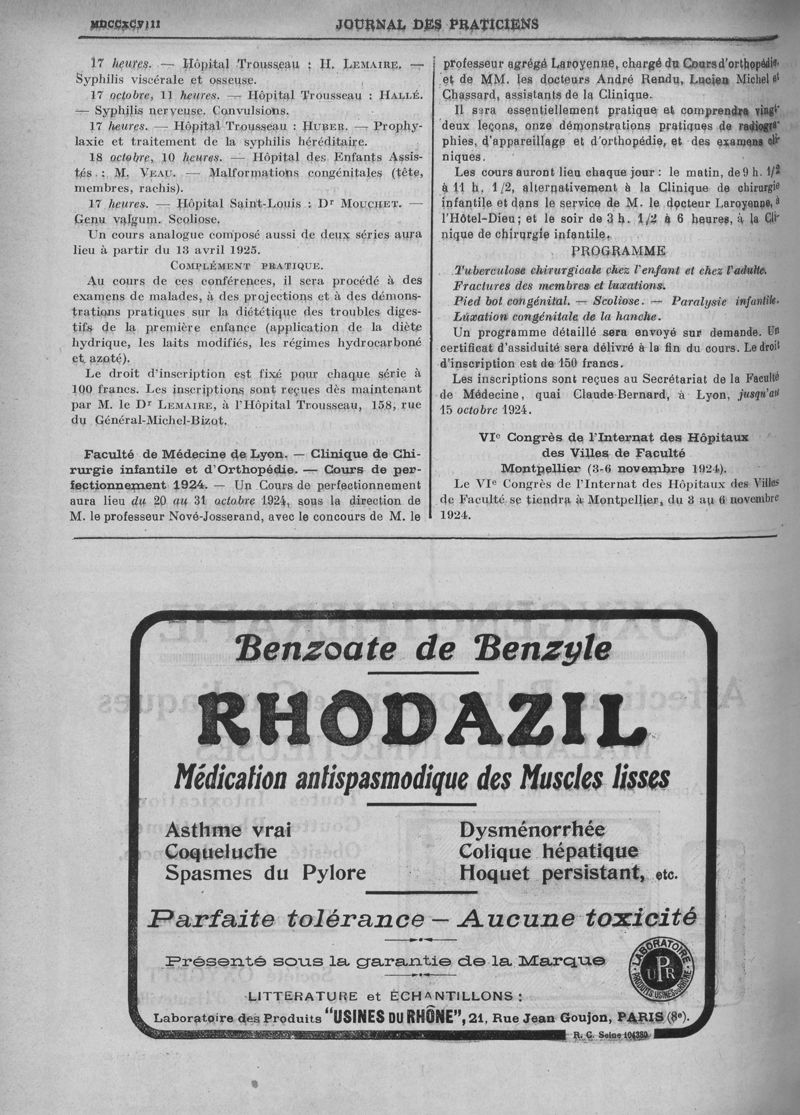 MDCCXCVIII
JOURNAL DES PRATICIENS
17 heures. — Hôpital Trousseau : H. LEMAIRE. —
Syphilis viscérale et osseuse.
17 octobre, 11 heures. — Hôpital Trousseau : HALLÉ.
— Syphilis nerveuse. Convulsions.
17 heures. — Hôpital Trousseau : HUBER. — Prophy-
laxie et traitement de la syphilis héréditaire.
18 octobre, 10 heures. — Hôpital des Enfants Assis-
tés : M. VEAU. — Malformations congénitales (tête,
membres, rachis).
17 heures. — Hôpital Saint-Louis : Dr MOUCHET. —
Genu valgum. Scoliose.
Un cours analogue composé aussi de deux séries aura
lieu à partir du 13 avril 1925.
COMPLÉMENT PRATIQUE.
Au cours de ces conférences, il sera procédé à des
examens de malades, à des projections et à des démons-
trations pratiques sur la diététique des troubles diges-
tifs de la première enfance (application de la diète
hydrique, les laits modifiés, les régimes hydrocarboné
et azoté).
Le droit d'inscription est fixé pour chaque série à
100 francs. Les inscriptions sont reçues dès maintenant
par M. le Dr LEMAIRE, à l'Hôpital Trousseau, 158, rue
du Général-Michel-Bizot.
Faculté de Médecine de Lyon. — Clinique de Chi-
rurgie infantile et d'Orthopédie. — Cours de per-
fectionnement 1924. — Un Cours de perfectionnement
aura lieu du 20 au 31 octobre 1924, sous la direction de
M. le professeur Nové-Josserand, avec le concours de M. le
professeur agrégé Laroyenne, chargé du Cours d'orthopédie,
et de MM. les docteurs André Rendu, Lucien Michel et
Chassard, assistants de la Clinique.
Il sera essentiellement pratique et comprendra vingt-
deux leçons, onze démonstrations pratiques de radiogra-
phies, d'appareillage et d'orthopédie, et des examens cli-
niques.
Les cours auront lieu chaque jour : le matin, de 9 h. 1/2
à 11 h. 1/2, alternativement à la Clinique de chirurgie
infantile et dans le service de M. le docteur Laroyenne, à
l'Hôtel-Dieu; et le soir de 3 h. 1/2 à 6 heures, à la Cli-
nique de chirurgie infantile.
PROGRAMME
Tuberculose chirurgicale chez l'enfant et chez l'adulte.
Fractures des membres et luxations.
Pied bot congénital. — Scoliose. — Paralysie infantile.
Luxation congénitale de la hanche.
Un programme détaillé sera envoyé sur demande. Un
certificat d'assiduité sera délivré à la fin du cours. Le droit
d'inscription est de 150 francs.
Les inscriptions sont reçues au Secrétariat de la Faculté
de Médecine, quai Claude-Bernard, à Lyon, jusqu'au
15 octobre 1924.
VIe Congrès de l'Internat des Hôpitaux
des Villes de Faculté
Montpellier (3-6 novembre 1924).
Le VIe Congrès de l'Internat des Hôpitaux des Villes
de Faculté se tiendra à Montpellier, du 3 au 6 novembre
1924.
Benzoate de Benzyle
RHODAZIL
Médication antispasmodique des Muscles lisses
Asthme vrai
Coqueluche
Spasmes du Pylore
Dysménorrhée
Colique hépatique
Hoquet persistant, etc.
Parfaite tolérance — Aucune toxicité
Présenté sous la garantie de la Marque
LABORATOIRE
UPR
PRODUITS USINES DU RHÔNE
LITTÉRATURE et ÉCHANTILLONS :
Laboratoire des Produits "USINES DU RHÔNE", 21, Rue Jean Goujon, PARIS (8e).
R. C. Seine 104380